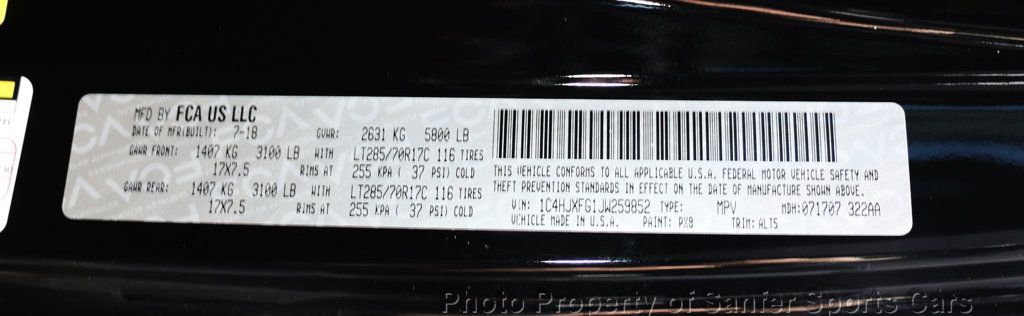 MFD BY FCA US LLC
DATE OF MFR(BUILT): 7-18 GVWR: 2631 KG 5800 LB
GAWR FRONT: 1407 KG 3100 LB WITH LT285/70R17C 116 TIRES
17X7.5 RIMS AT 255 KPA ( 37 PSI) COLD
GAWR REAR: 1407 KG 3100 LB WITH LT285/70R17C 116 TIRES
17X7.5 RIMS AT 255 KPA ( 37 PSI) COLD
THIS VEHICLE CONFORMS TO ALL APPLICABLE U.S.A. FEDERAL MOTOR VEHICLE SAFETY AND
THEFT PREVENTION STANDARDS IN EFFECT ON THE DATE OF MANUFACTURE SHOWN ABOVE.
VIN: 1C4HJXFG1JW259852 TYPE: MPV MDH: 071707 322AA
VEHICLE MADE IN U.S.A. PAINT: PX8 TRIM: ALT5
Photo Property of Sanfer Sports Cars